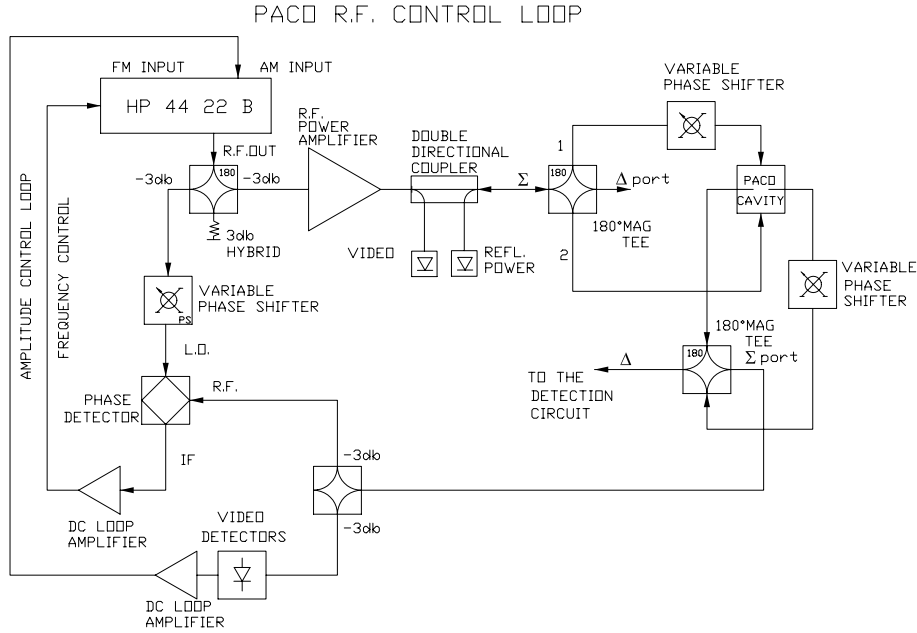 PACO R.F. CONTROL LOOP
FM INPUT
AM INPUT
HP 44 22 B
R.F.OUT
-3db
180
-3db
3db
HYBRID
R.F.
POWER
AMPLIFIER
DOUBLE
DIRECTIONAL
COUPLER
VIDEO
REFL.
POWER
Σ
1
180
Δ port
180°MAG
TEE
2
VARIABLE
PHASE SHIFTER
PACO
CAVITY
VARIABLE
PHASE
SHIFTER
180°MAG
TEE
Σ port
180
Δ
TO THE
DETECTION
CIRCUIT
AMPLITUDE CONTROL LOOP
FREQUENCY CONTROL
VARIABLE
PHASE SHIFTER
PS
L.O.
R.F.
PHASE
DETECTOR
IF
-3db
-3db
DC LOOP
AMPLIFIER
VIDEO
DETECTORS
DC LOOP
AMPLIFIER